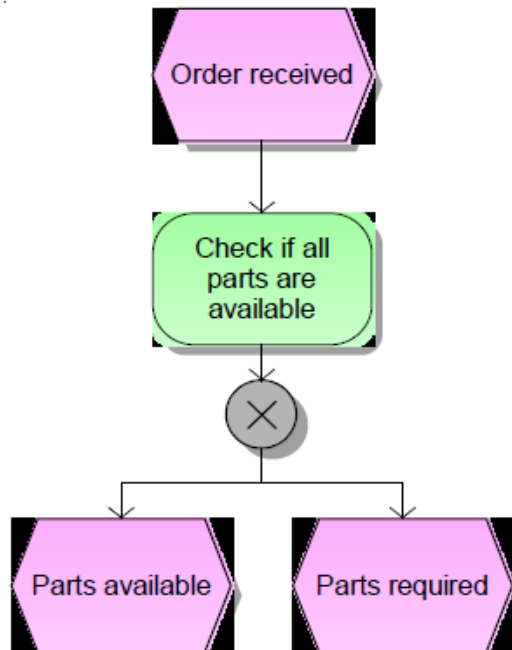 Order received
Check if all
parts are
available
Parts available
Parts required